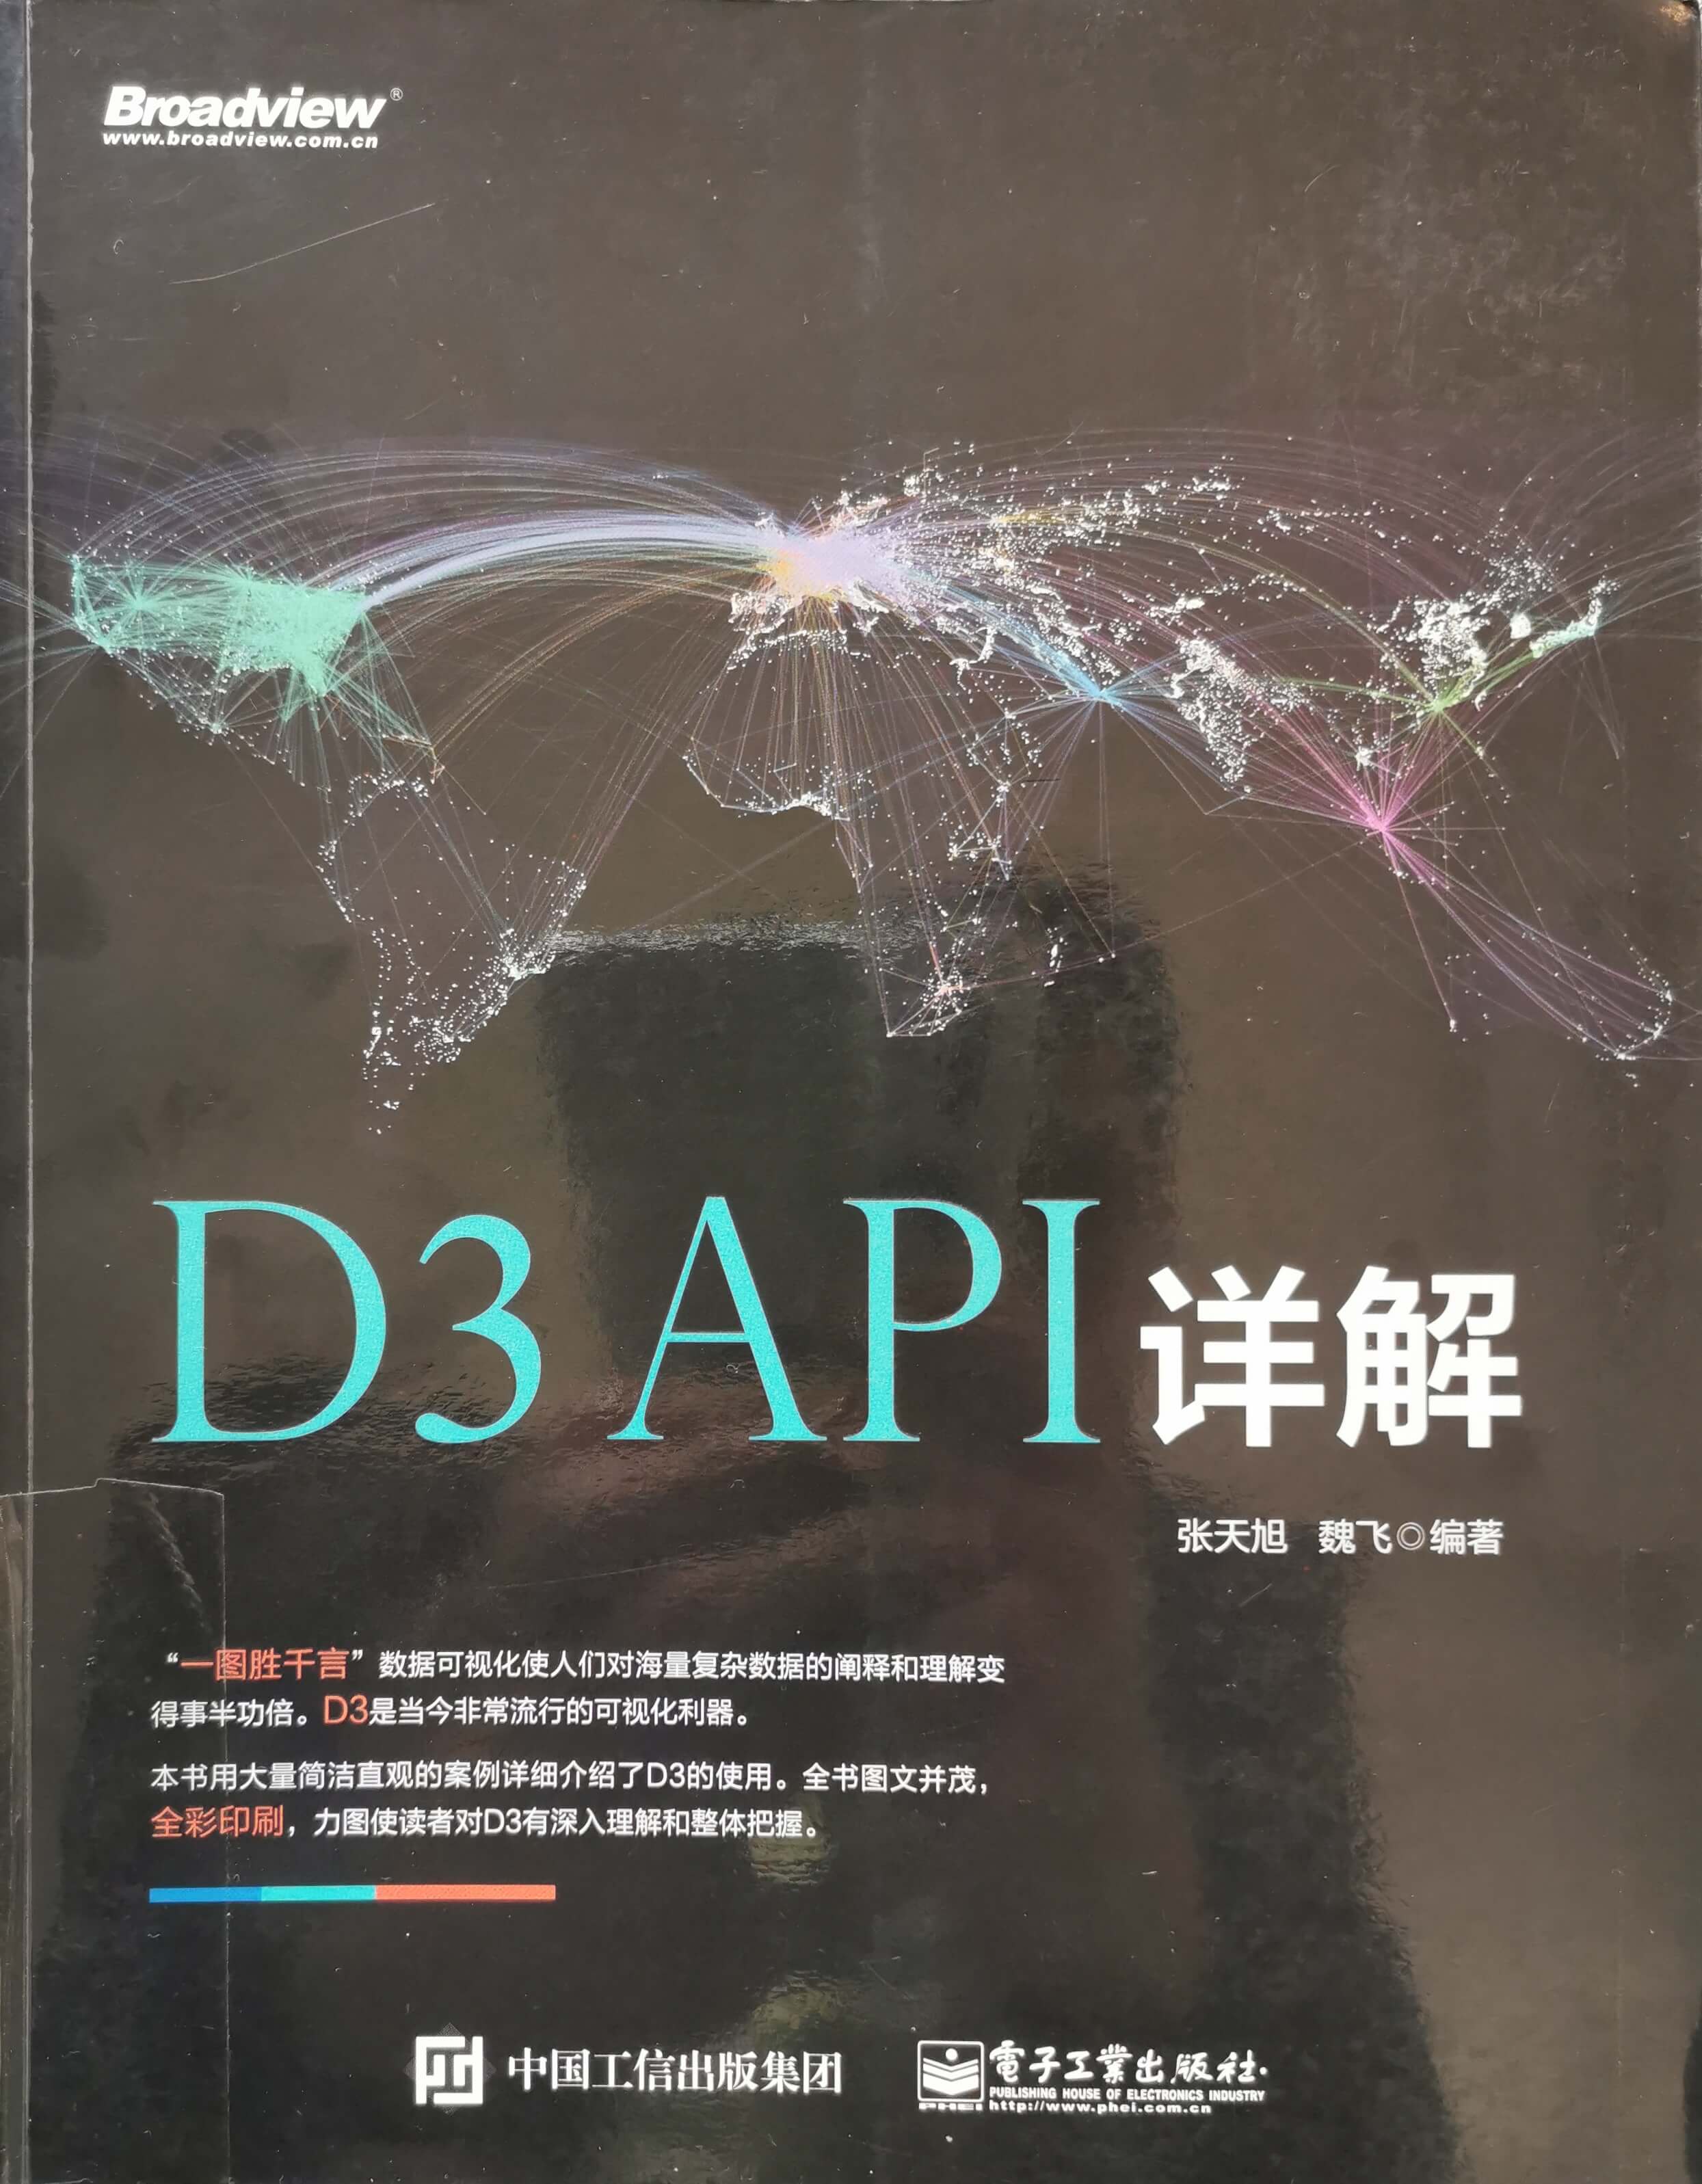 Broadview®
www.broadview.com.cn
D3 API 详解
张天旭 魏飞◎编著
“一图胜千言”数据可视化使人们对海量复杂数据的阐释和理解变
得事半功倍。D3是当今非常流行的可视化利器。
本书用大量简洁直观的案例详细介绍了D3的使用。全书图文并茂，
全彩印刷，力图使读者对D3有深入理解和整体把握。
中国工信出版集团
電子工業出版社·
PUBLISHING HOUSE OF ELECTRONICS INDUSTRY
PHEI http://www.phei.com.cn